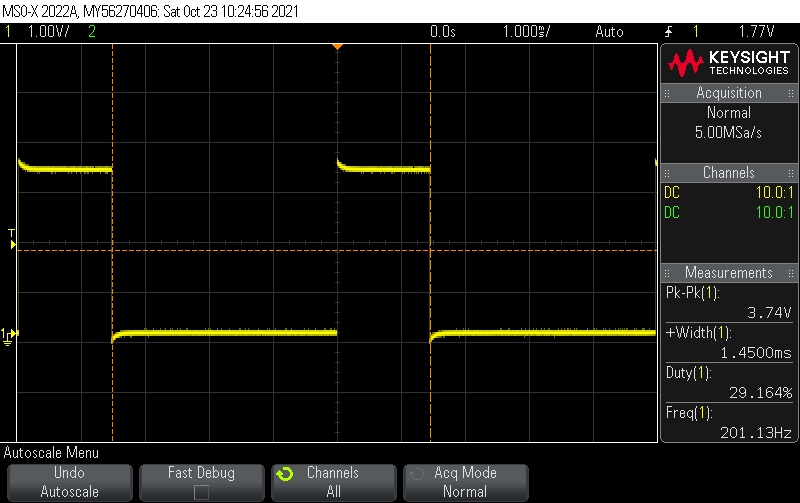 MSO-X 2022A, MY56270406: Sat Oct 23 10:24:56 2021
1 1.00V/ 2 0.0s 1.000ms/ Auto 1 1.77V
KEYSIGHT
TECHNOLOGIES
Acquisition
Normal
5.00MSa/s
Channels
DC 10.0:1
DC 10.0:1
T
1
Measurements
Pk-Pk(1):
3.74V
+Width(1):
1.4500ms
Duty(1):
29.164%
Freq(1):
201.13Hz
Autoscale Menu
Undo
Autoscale
Fast Debug
Channels
All
Acq Mode
Normal